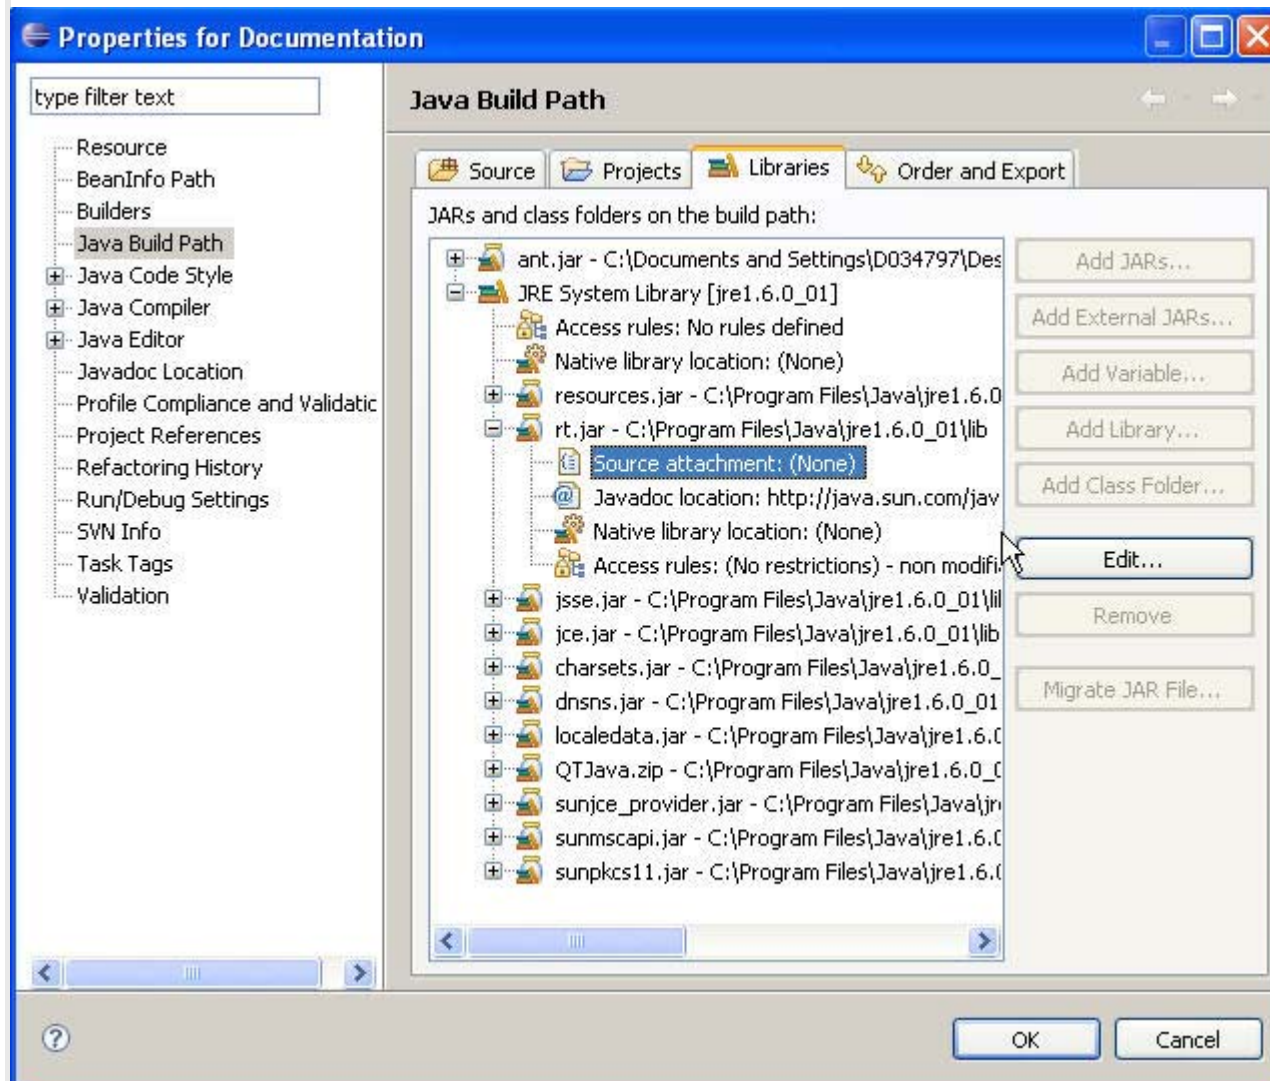 Properties for Documentation
type filter text
Resource
BeanInfo Path
Builders
Java Build Path
Java Code Style
Java Compiler
Java Editor
Javadoc Location
Profile Compliance and Validatic
Project References
Refactoring History
Run/Debug Settings
SVN Info
Task Tags
Validation
Java Build Path
Source Projects Libraries Order and Export
JARs and class folders on the build path:
ant.jar - C:\Documents and Settings\D034797\Des
JRE System Library [jre1.6.0_01]
Access rules: No rules defined
Native library location: (None)
resources.jar - C:\Program Files\Java\jre1.6.0
rt.jar - C:\Program Files\Java\jre1.6.0_01\lib
Source attachment: (None)
Javadoc location: http://java.sun.com/jav
Native library location: (None)
Access rules: (No restrictions) - non modifi
jsse.jar - C:\Program Files\Java\jre1.6.0_01\lil
jce.jar - C:\Program Files\Java\jre1.6.0_01\lib
charsets.jar - C:\Program Files\Java\jre1.6.0_
dnsns.jar - C:\Program Files\Java\jre1.6.0_01
localedata.jar - C:\Program Files\Java\jre1.6.0
QTJava.zip - C:\Program Files\Java\jre1.6.0_0
sunjce_provider.jar - C:\Program Files\Java\jr
sunmscapi.jar - C:\Program Files\Java\jre1.6.0
sunpkcs11.jar - C:\Program Files\Java\jre1.6.0
Add JARs...
Add External JARs...
Add Variable...
Add Library...
Add Class Folder...
Edit...
Remove
Migrate JAR File...
OK Cancel